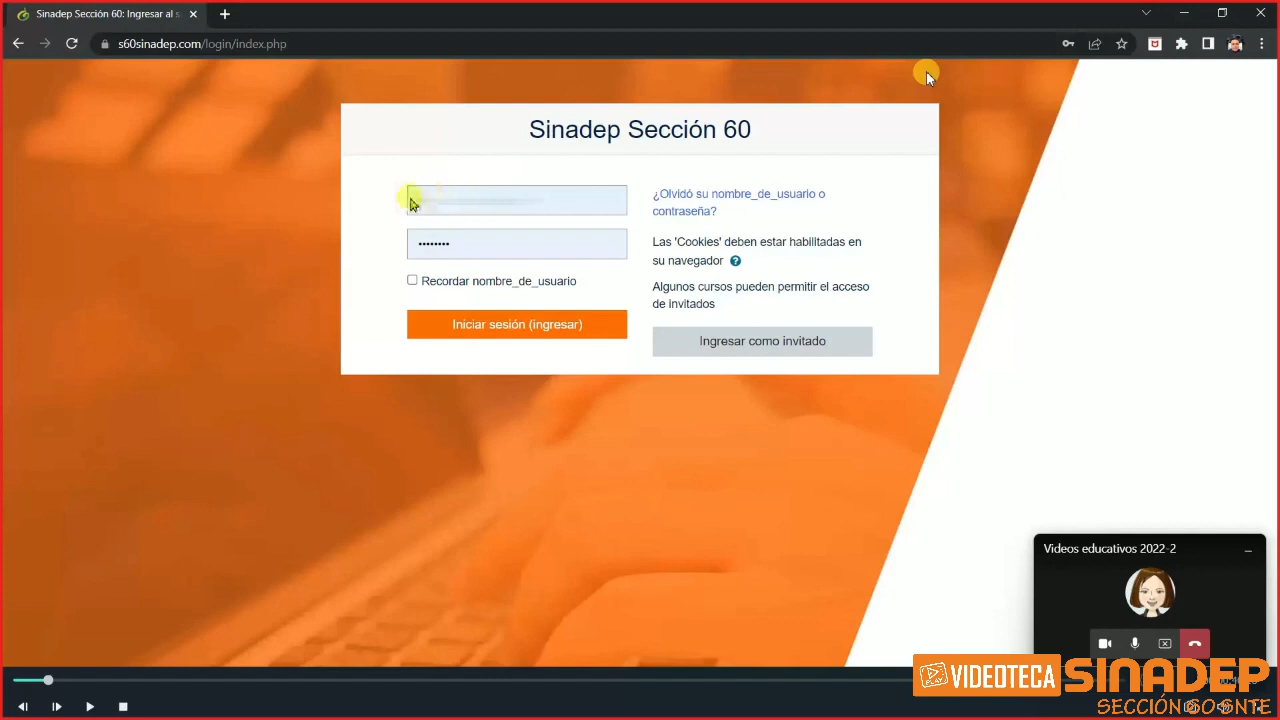 Sinadep Sección 60: Ingresar al s
s60sinadep.com/login/index.php
Sinadep Sección 60
¿Olvidó su nombre_de_usuario o
contraseña?
••••••••
Las 'Cookies' deben estar habilitadas en
su navegador ?
Recordar nombre_de_usuario
Algunos cursos pueden permitir el acceso
de invitados
Iniciar sesión (ingresar)
Ingresar como invitado
Videos educativos 2022-2
PLAY
VIDEOTECA SINADEP
SECCIÓN 60 SNTE